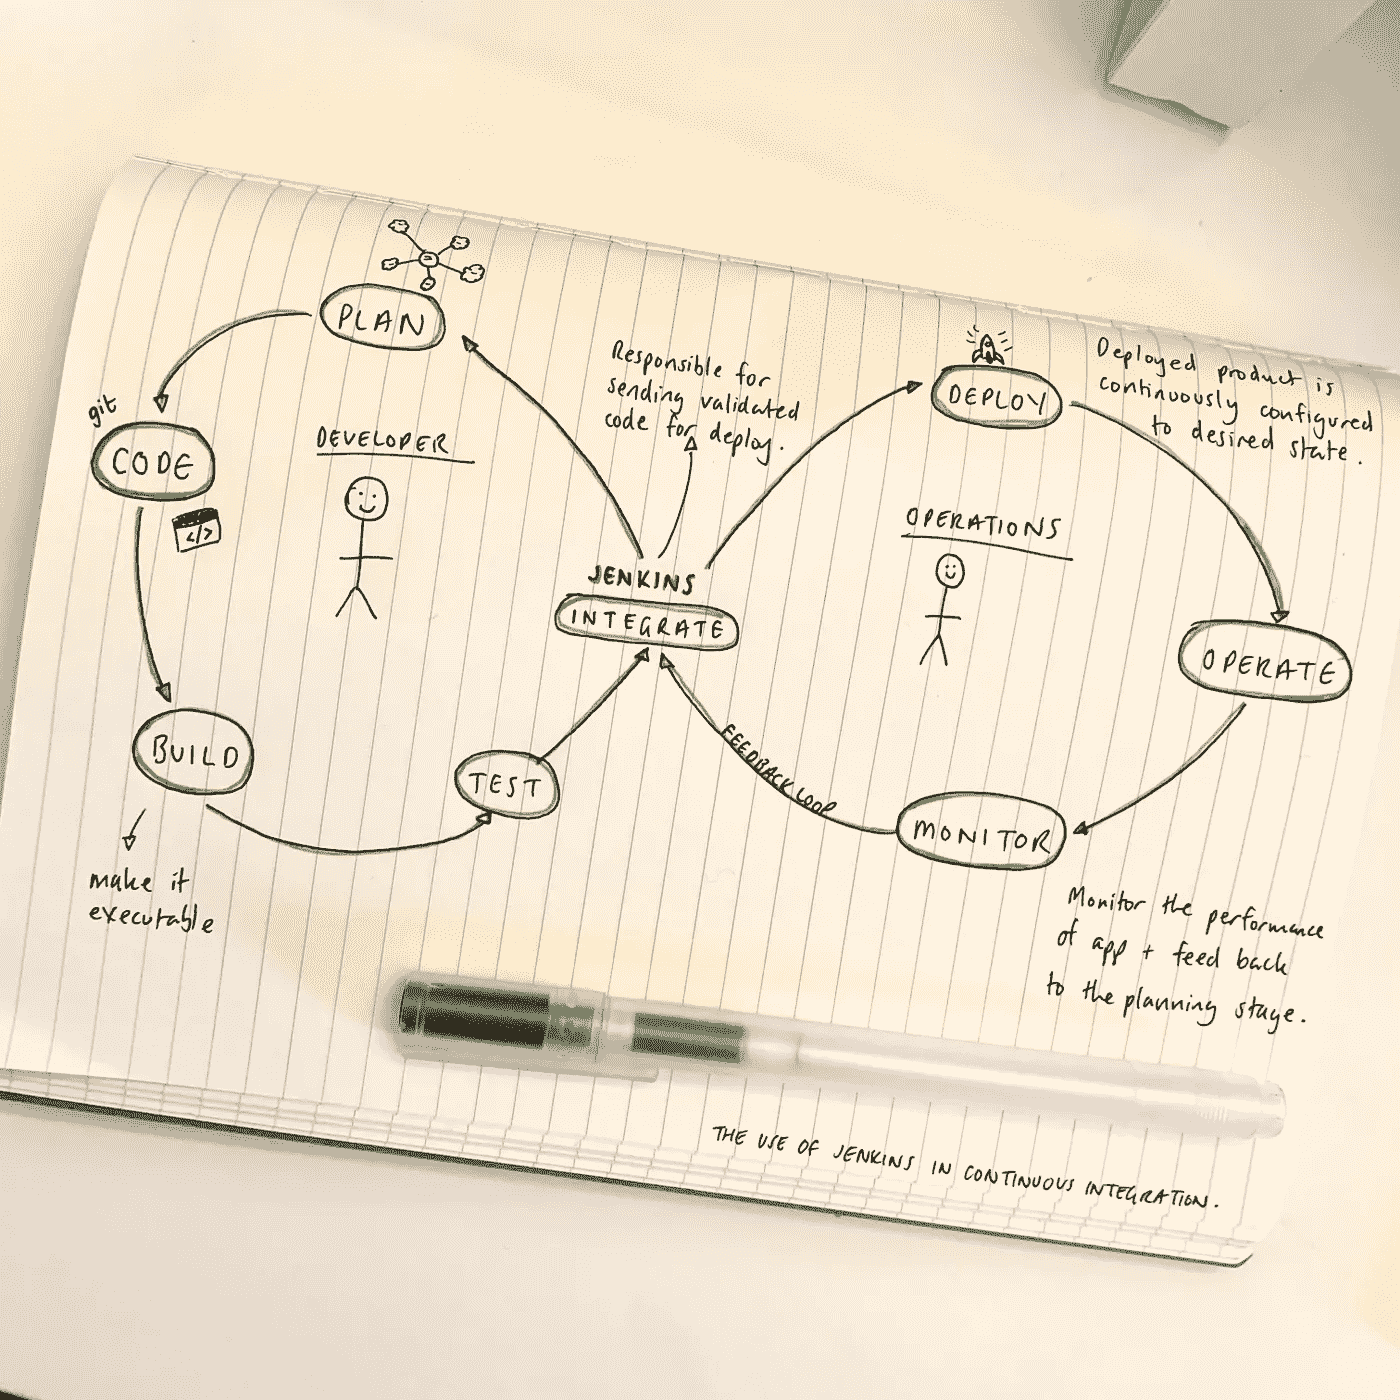 PLAN
git
CODE
</>
DEVELOPER
BUILD
make it
executable
TEST
Responsible for
sending validated
code for deploy.
JENKINS
INTEGRATE
DEPLOY
Deployed product is
continuously configured
to desired state.
OPERATIONS
OPERATE
FEEDBACK LOOP
MONITOR
Monitor the performance
of app + feed back
to the planning stage.
THE USE OF JENKINS IN CONTINUOUS INTEGRATION.